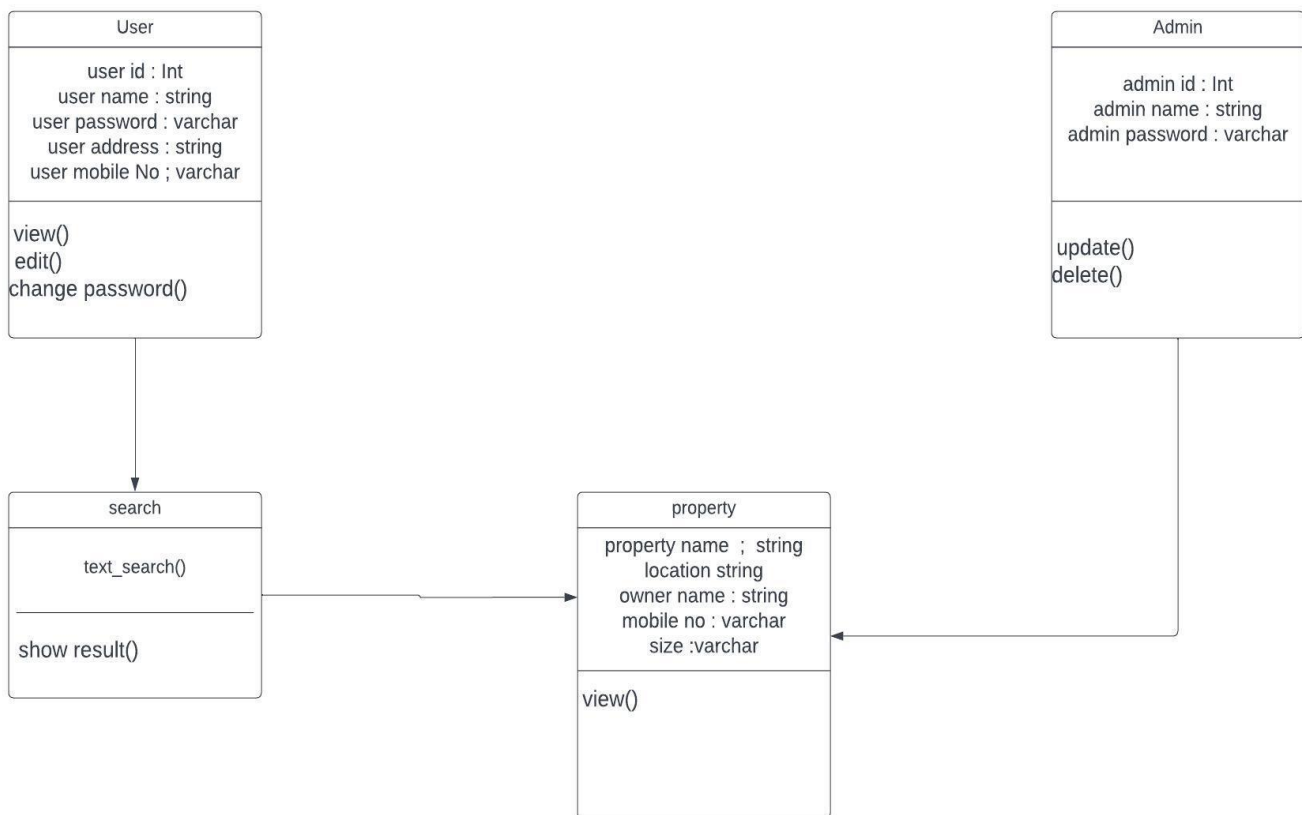 User
user id : Int
user name : string
user password : varchar
user address : string
user mobile No ; varchar
view()
edit()
change password()
Admin
admin id : Int
admin name : string
admin password : varchar
update()
delete()
search
text_search()
show result()
property
property name ; string
location string
owner name : string
mobile no : varchar
size :varchar
view()